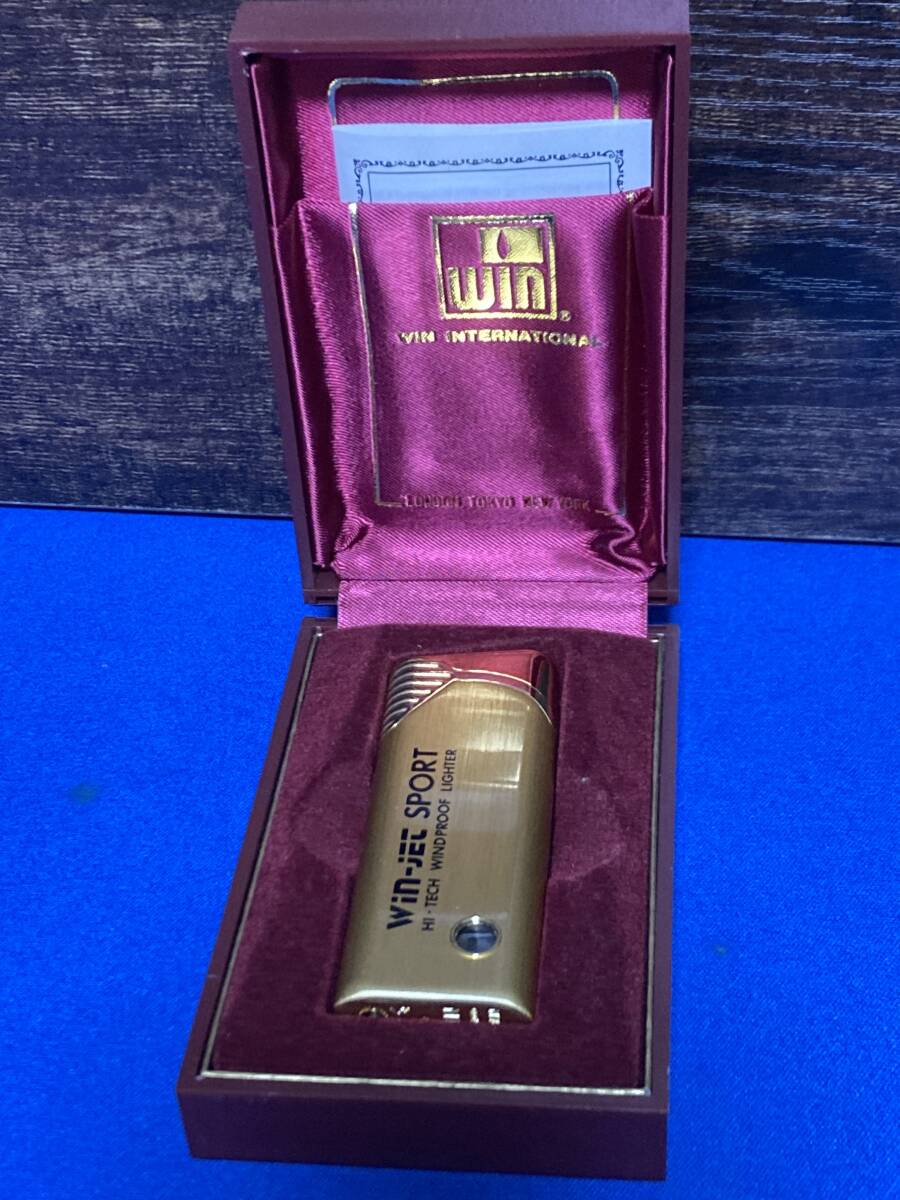 WIN
®
WIN INTERNATIONAL
LONDON TOKYO NEW YORK
WIN-JET SPORT
HI-TECH WINDPROOF LIGHTER